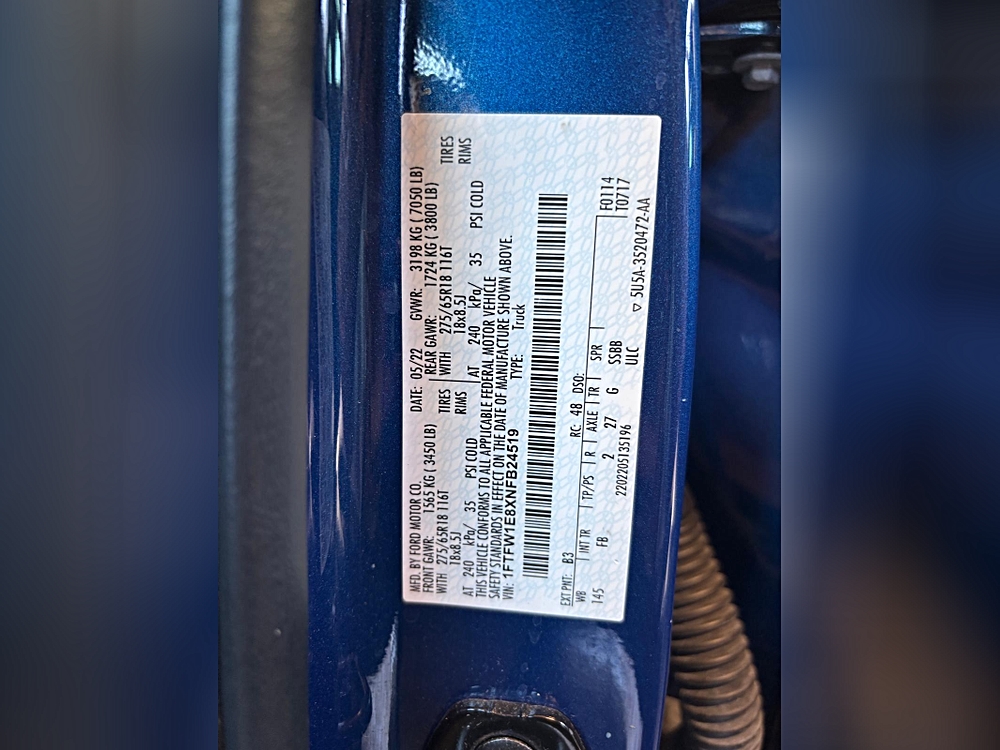 MFD. BY FORD MOTOR CO.
DATE: 05/22 GVWR: 3198 KG ( 7050 LB)
FRONT GAWR: 1565 KG ( 3450 LB)
REAR GAWR: 1724 KG ( 3800 LB)
WITH 275/65R18 116T TIRES
WITH 275/65R18 116T TIRES
18x8.5J RIMS
18x8.5J RIMS
AT 240 kPa/ 35 PSI COLD
AT 240 kPa/ 35 PSI COLD
THIS VEHICLE CONFORMS TO ALL APPLICABLE FEDERAL MOTOR VEHICLE
SAFETY STANDARDS IN EFFECT ON THE DATE OF MANUFACTURE SHOWN ABOVE.
VIN: 1FTFW1E8XNFB24519
TYPE: Truck
EXT PNT: B3 RC: 48 DSO: F0114
WB INT TR TP/PS R AXLE TR SPR T0717
145 FB 2 27 G SSBB
ULC
2202205135196
▽ 5U5A-3520472-AA